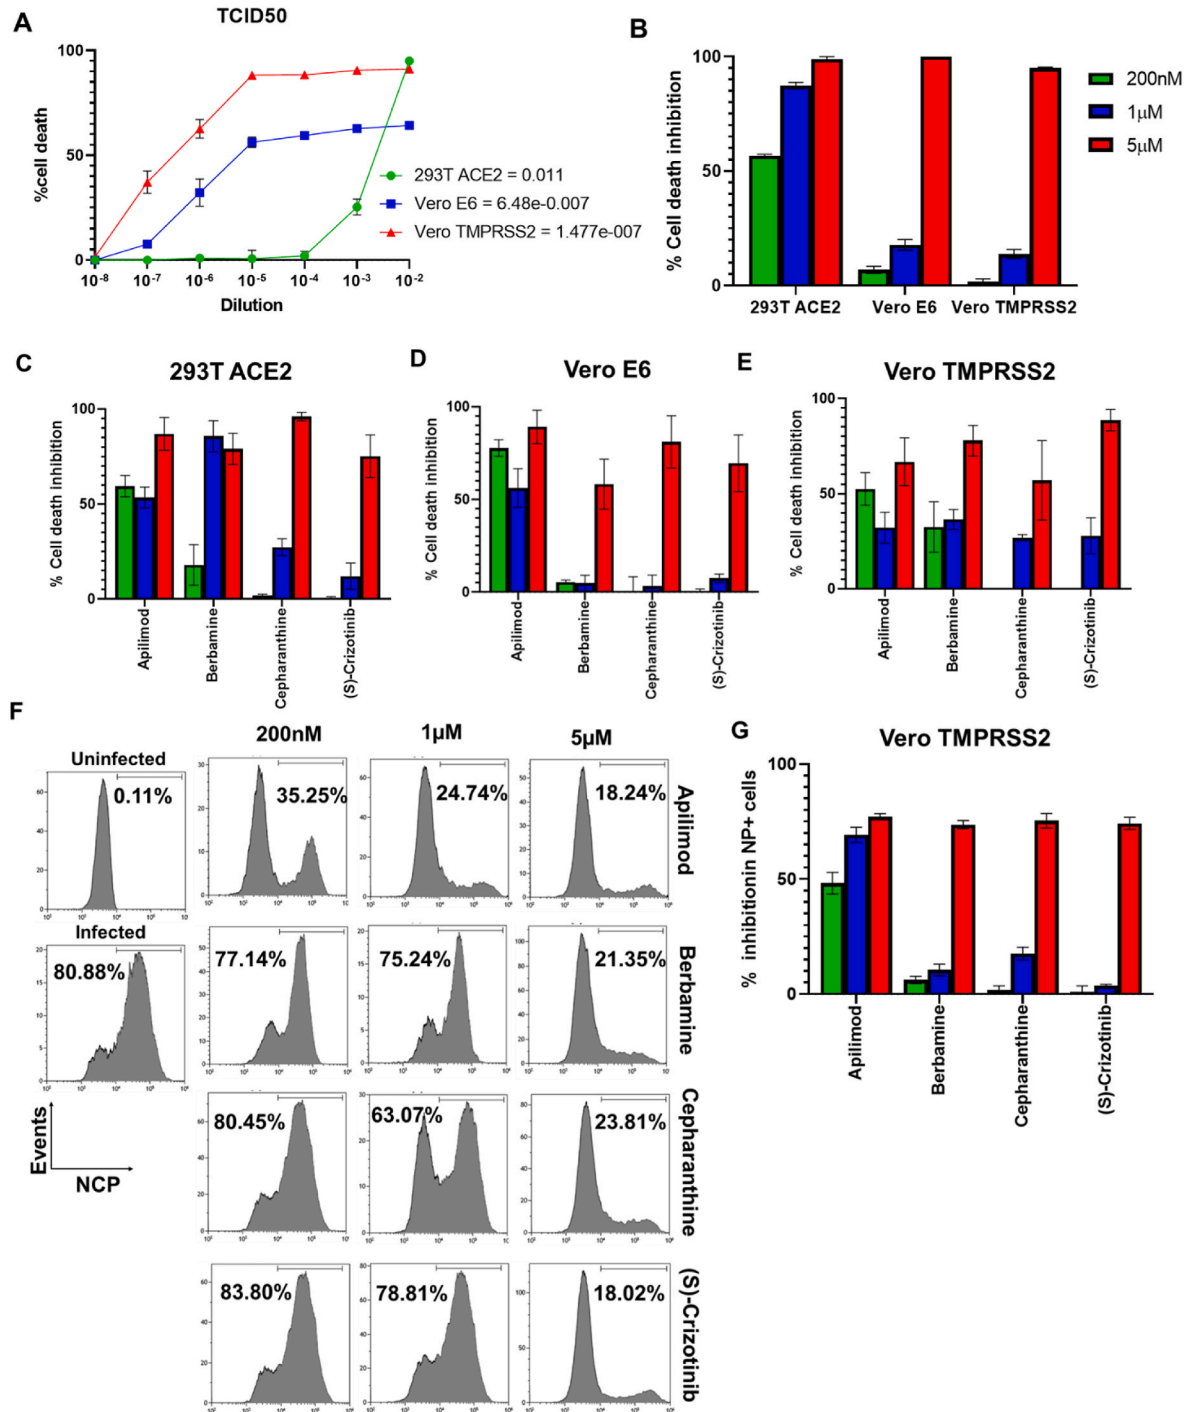 A
TCID50
100
50
0
%cell death
10-8
10-7
10-6
10-5
10-4
10-3
10-2
Dilution
293T ACE2 = 0.011
Vero E6 = 6.48e-0.007
Vero TMPRSS2 = 1.477e-007
B
100
50
0
% Cell death inhibition
293T ACE2
Vero E6
Vero TMPRSS2
200nM
1µM
5µM
C
293T ACE2
100
50
0
% Cell death inhibition
Apilimod
Berbamine
Cepharanthine
(S)-Crizotinib
D
Vero E6
100
50
0
% Cell death inhibition
Apilimod
Berbamine
Cepharanthine
(S)-Crizotinib
E
Vero TMPRSS2
100
50
0
% Cell death inhibition
Apilimod
Berbamine
Cepharanthine
(S)-Crizotinib
F
200nM
1µM
5µM
Uninfected
0.11%
35.25%
24.74%
18.24%
Apilimod
Infected
80.88%
77.14%
75.24%
21.35%
Berbamine
80.45%
63.07%
23.81%
Cepharanthine
Events
NCP
83.80%
78.81%
18.02%
(S)-Crizotinib
G
Vero TMPRSS2
100
50
0
% inhibitionin NP+ cells
Apilimod
Berbamine
Cepharanthine
(S)-Crizotinib